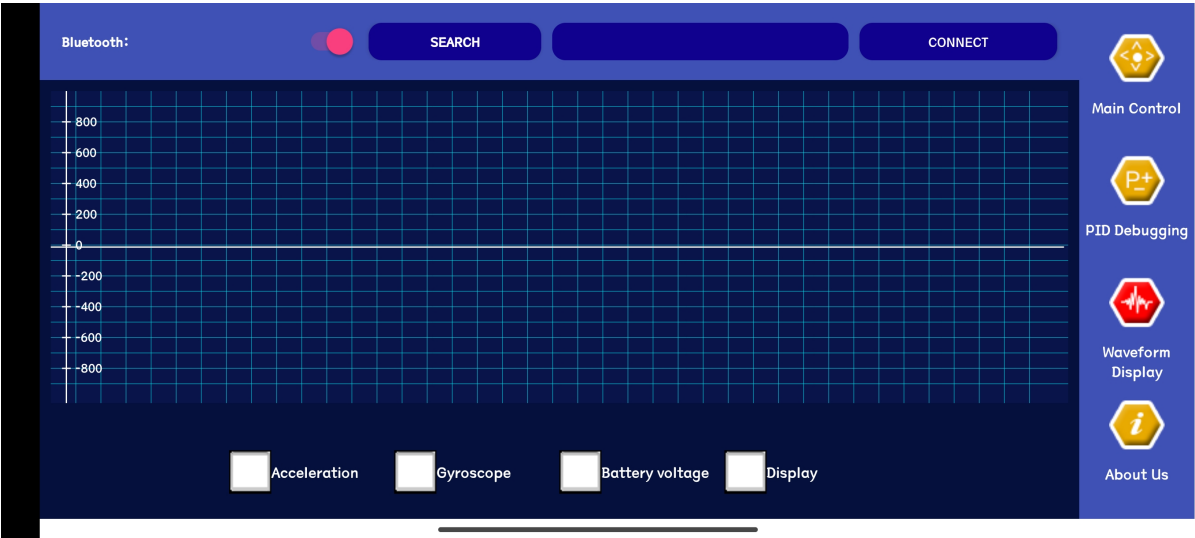 Bluetooth:
SEARCH
CONNECT
Main Control
PID Debugging
Waveform
Display
About Us
800
600
400
200
0
-200
-400
-600
-800
Acceleration
Gyroscope
Battery voltage
Display
P+
i